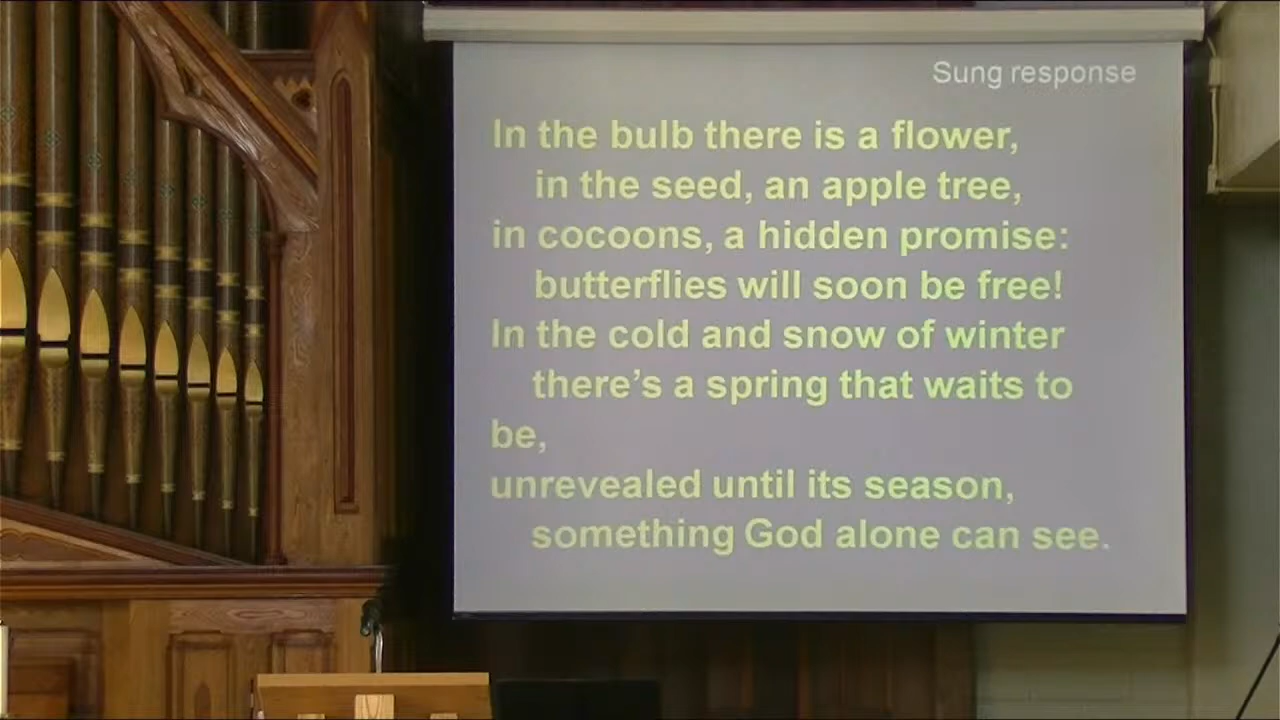 Sung response
In the bulb there is a flower,
in the seed, an apple tree,
in cocoons, a hidden promise:
butterflies will soon be free!
In the cold and snow of winter
there’s a spring that waits to
be,
unrevealed until its season,
something God alone can see.